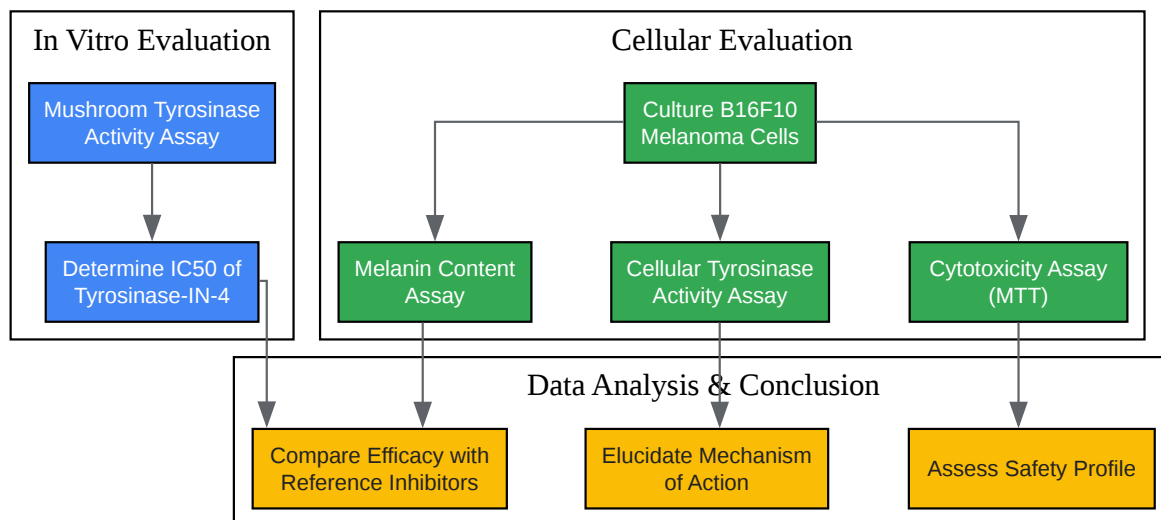 In Vitro Evaluation
Mushroom Tyrosinase
Activity Assay
Determine IC50 of
Tyrosinase-IN-4
Cellular Evaluation
Culture B16F10
Melanoma Cells
Melanin Content
Assay
Cellular Tyrosinase
Activity Assay
Cytotoxicity Assay
(MTT)
Data Analysis & Conclusion
Compare Efficacy with
Reference Inhibitors
Elucidate Mechanism
of Action
Assess Safety Profile